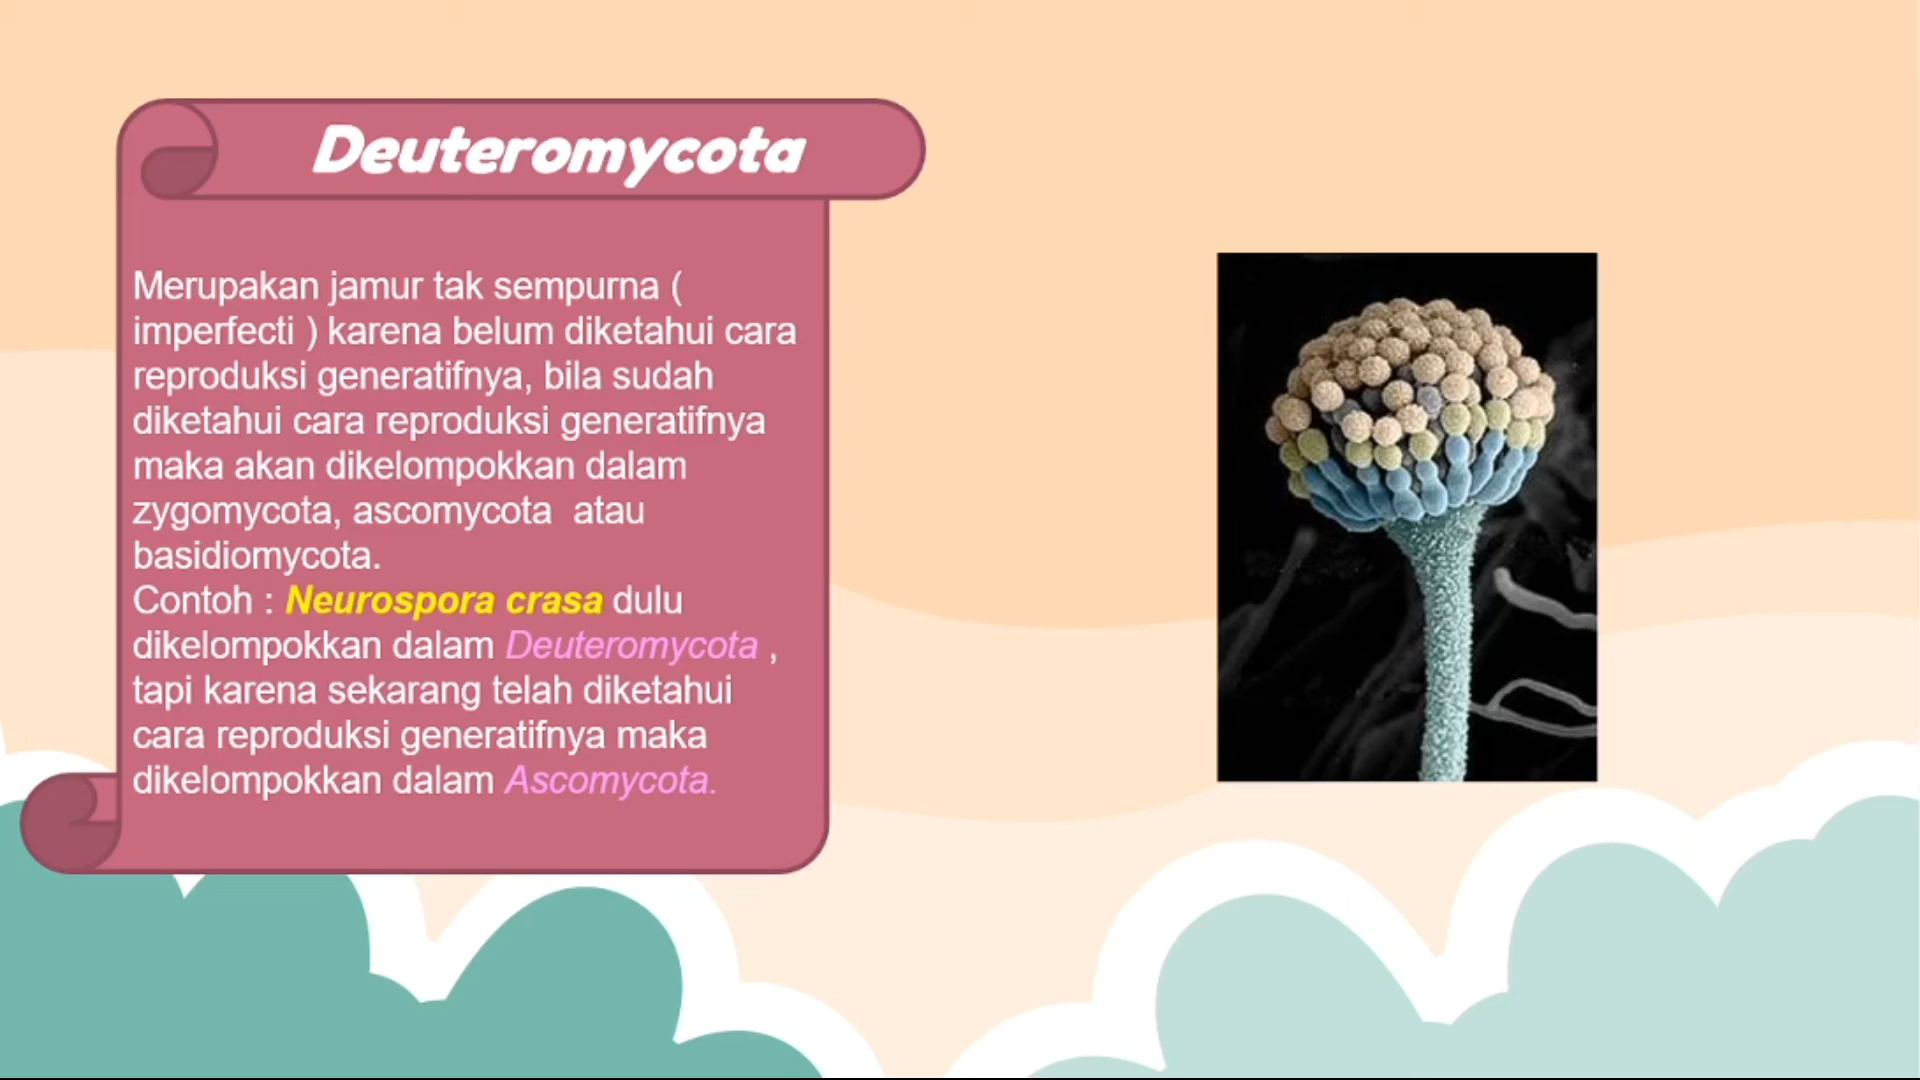 Deuteromycota
Merupakan jamur tak sempurna (
imperfecti ) karena belum diketahui cara
reproduksi generatifnya, bila sudah
diketahui cara reproduksi generatifnya
maka akan dikelompokkan dalam
zygomycota, ascomycota  atau
basidiomycota.
Contoh : Neurospora crasa dulu
dikelompokkan dalam Deuteromycota ,
tapi karena sekarang telah diketahui
cara reproduksi generatifnya maka
dikelompokkan dalam Ascomycota.